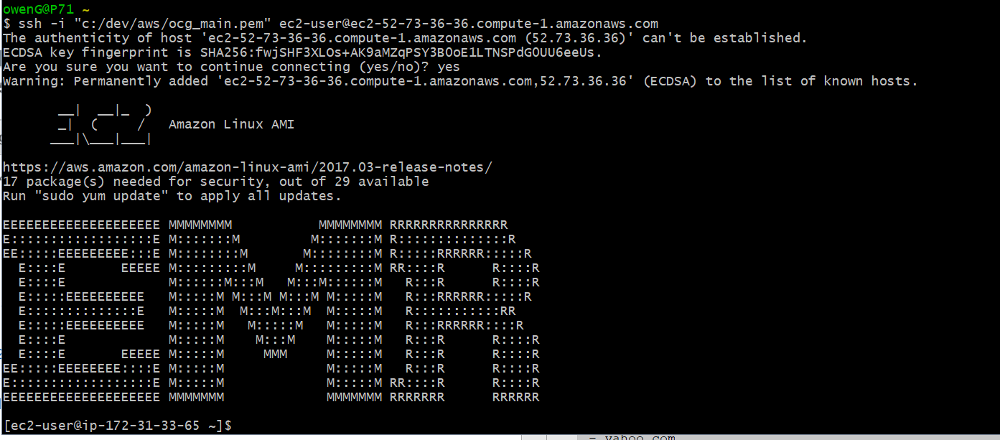 owenG@P71 ~
$ ssh -i "c:/dev/aws/ocg_main.pem" ec2-user@ec2-52-73-36-36.compute-1.amazonaws.com
The authenticity of host 'ec2-52-73-36-36.compute-1.amazonaws.com (52.73.36.36)' can't be established.
ECDSA key fingerprint is SHA256:fwjSHF3XLOs+AK9aMZqPSY3B0oE1LTNSPdG0UU6eeUs.
Are you sure you want to continue connecting (yes/no)? yes
Warning: Permanently added 'ec2-52-73-36-36.compute-1.amazonaws.com,52.73.36.36' (ECDSA) to the list of known hosts.

       __|  __|_  )
       _|  (     /   Amazon Linux AMI
      ___|\___|___|

https://aws.amazon.com/amazon-linux-ami/2017.03-release-notes/
17 package(s) needed for security, out of 29 available
Run "sudo yum update" to apply all updates.

EEEEEEEEEEEEEEEEEEEE MMMMMMMM           MMMMMMMM RRRRRRRRRRRRRRR
E::::::::::::::::::E M:::::::M         M:::::::M R::::::::::::::R
EE:::::EEEEEEEEE:::E M::::::::M       M::::::::M R:::::RRRRRR:::::R
  E::::E       EEEEE M:::::::::M     M:::::::::M RR::::R      R::::R
  E::::E             M::::::M:::M   M:::M::::::M   R:::R      R::::R
  E:::::EEEEEEEEEE   M:::::M M:::M M:::M M:::::M   R:::RRRRRR:::::R
  E::::::::::::::E   M:::::M  M:::M:::M  M:::::M   R:::::::::::RR
  E:::::EEEEEEEEEE   M:::::M   M:::::M   M:::::M   R:::RRRRRR::::R
  E::::E             M:::::M    M:::M    M:::::M   R:::R      R::::R
  E::::E       EEEEE M:::::M     MMM     M:::::M   R:::R      R::::R
EE:::::EEEEEEEE::::E M:::::M             M:::::M   R:::R      R::::R
E::::::::::::::::::E M:::::M             M:::::M RR::::R      R::::R
EEEEEEEEEEEEEEEEEEEE MMMMMMM             MMMMMMM RRRRRRR      RRRRRR

[ec2-user@ip-172-31-33-65 ~]$
– yahoo.com